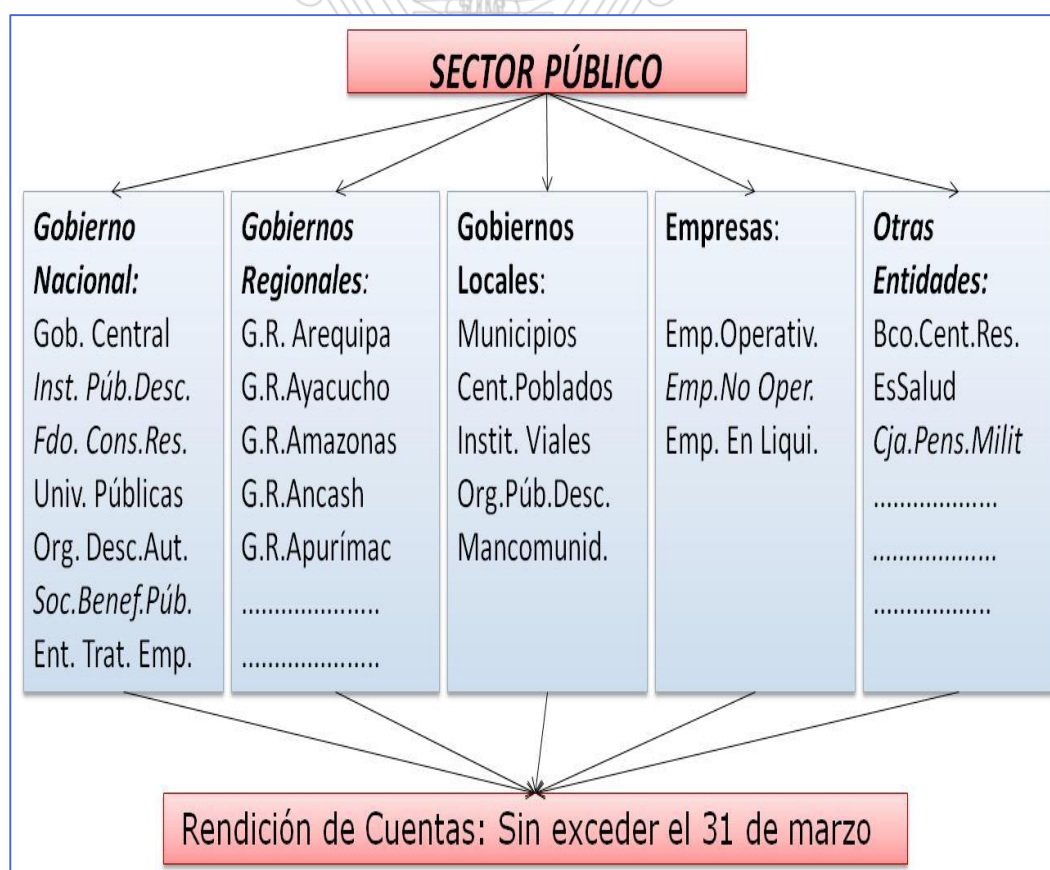 SECTOR PÚBLICO
Gobierno
Nacional:
Gob. Central
Inst. Púb.Desc.
Fdo. Cons.Res.
Univ. Públicas
Org. Desc.Aut.
Soc.Benef.Púb.
Ent. Trat. Emp.
Gobiernos
Regionales:
G.R. Arequipa
G.R.Ayacucho
G.R.Amazonas
G.R.Ancash
G.R.Apurímac
.....................
.....................
Gobiernos
Locales:
Municipios
Cent.Poblados
Instit. Viales
Org.Púb.Desc.
Mancomunid.
Empresas:
Emp.Operativ.
Emp.No Oper.
Emp. En Liqui.
Otras
Entidades:
Bco.Cent.Res.
EsSalud
Cja.Pens.Milit
...................
...................
..................
Rendición de Cuentas: Sin exceder el 31 de marzo